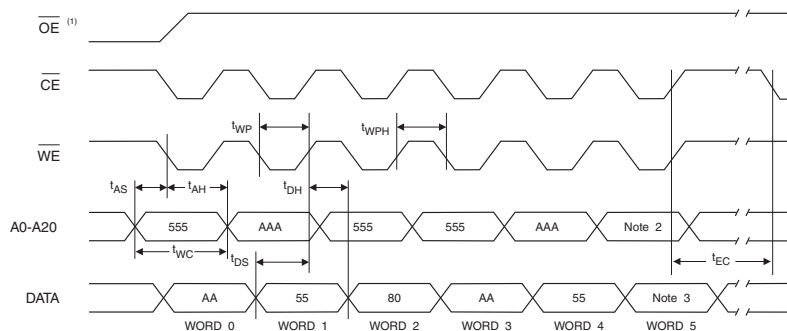 OE (1)
CE
tWP
tWPH
WE
tAS
tAH
tDH
A0-A20
555
AAA
555
555
AAA
Note 2
tWC
tDS
tEC
DATA
AA
55
80
AA
55
Note 3
WORD 0
WORD 1
WORD 2
WORD 3
WORD 4
WORD 5